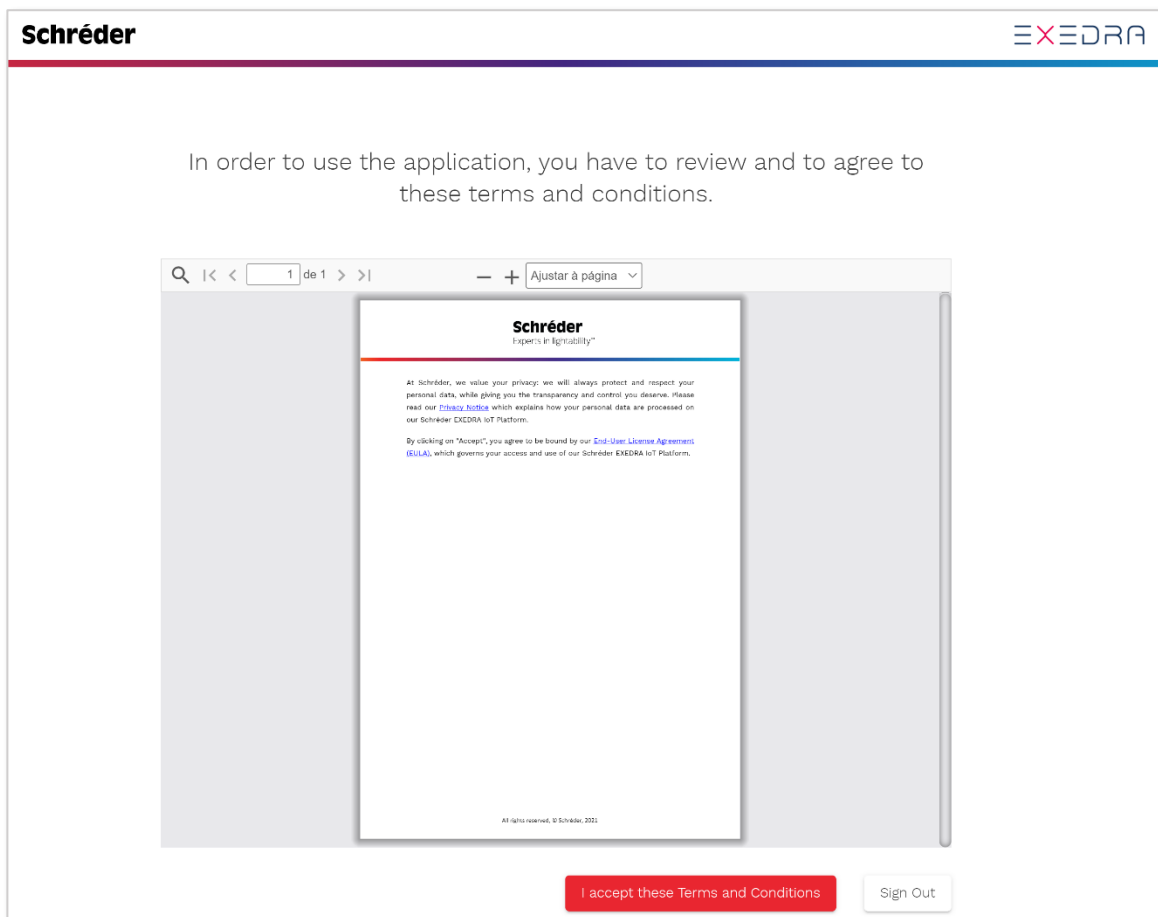 Schréder
EXEDRA
In order to use the application, you have to review and to agree to
these terms and conditions.
1 de 1
Ajustar à página
Schréder
Experts in lightability™
At Schréder, we value your privacy: we will always protect and respect your
personal data, while giving you the transparency and control you deserve. Please
read our Privacy Notice which explains how your personal data are processed on
our Schréder EXEDRA IoT Platform.
By clicking on "Accept", you agree to be bound by our End-User License Agreement
(EULA), which governs your access and use of our Schréder EXEDRA IoT Platform.
All rights reserved, © Schréder, 2021
I accept these Terms and Conditions
Sign Out